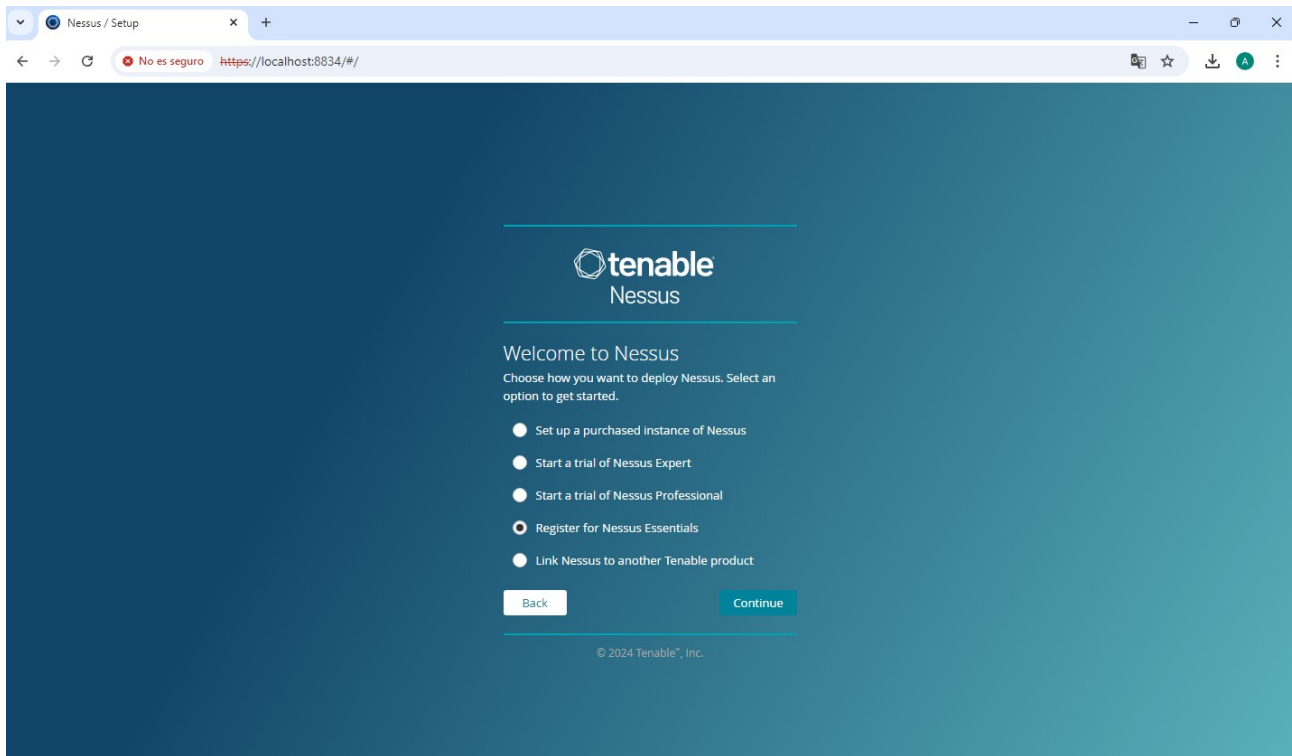 Nessus / Setup
No es seguro https://localhost:8834/#/
A
tenable
Nessus
Welcome to Nessus
Choose how you want to deploy Nessus. Select an
option to get started.
Set up a purchased instance of Nessus
Start a trial of Nessus Expert
Start a trial of Nessus Professional
Register for Nessus Essentials
Link Nessus to another Tenable product
Back Continue
© 2024 Tenable™, Inc.